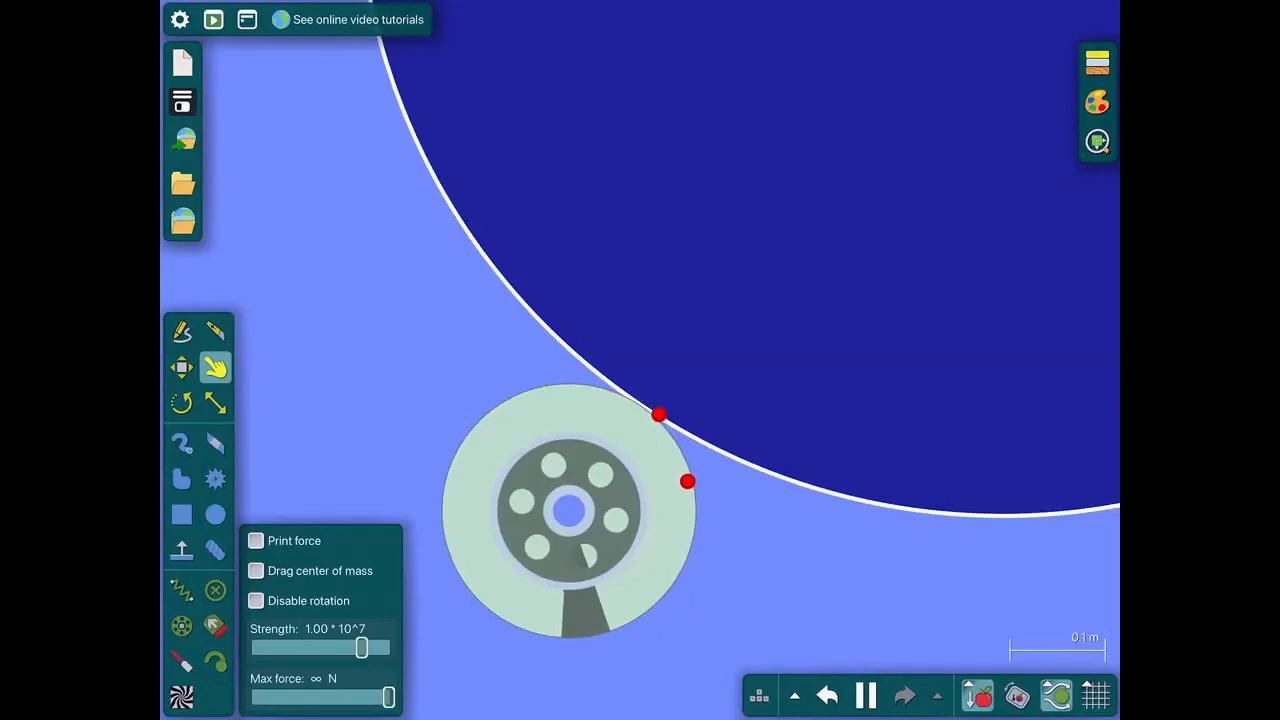 See online video tutorials
Print force
Drag center of mass
Disable rotation
Strength: 1.00 * 10^7
Max force: ∞ N
0.1 m